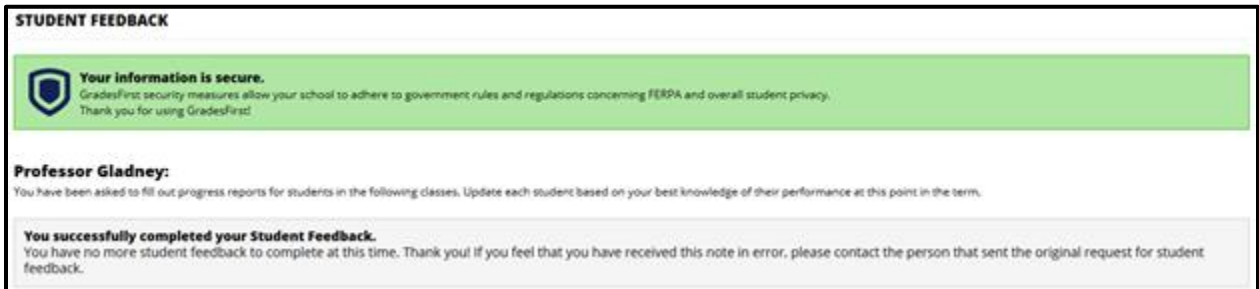 STUDENT FEEDBACK
Your information is secure.
GradesFirst security measures allow your school to adhere to government rules and regulations concerning FERPA and overall student privacy.
Thank you for using GradesFirst!
Professor Gladney:
You have been asked to fill out progress reports for students in the following classes. Update each student based on your best knowledge of their performance at this point in the term.
You successfully completed your Student Feedback.
You have no more student feedback to complete at this time. Thank you! If you feel that you have received this note in error, please contact the person that sent the original request for student
feedback.